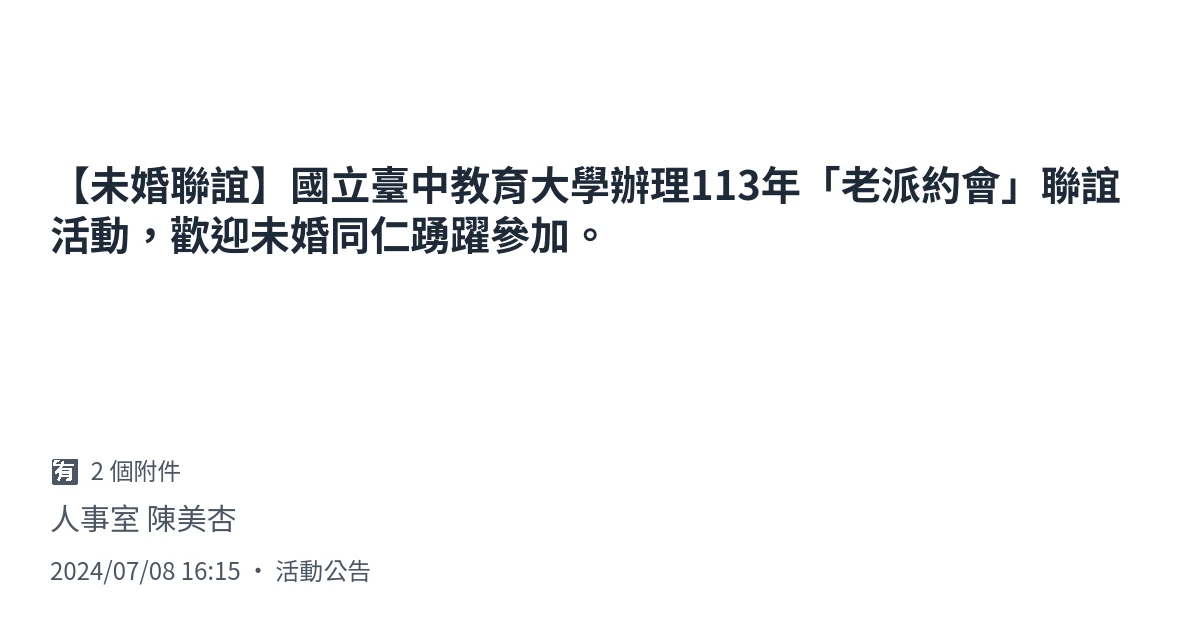 【未婚聯誼】國立臺中教育大學辦理113年「老派約會」聯誼
活動，歡迎未婚同仁踴躍參加。
🈶 2 個附件
人事室 陳美杏
2024/07/08 16:15 ・ 活動公告